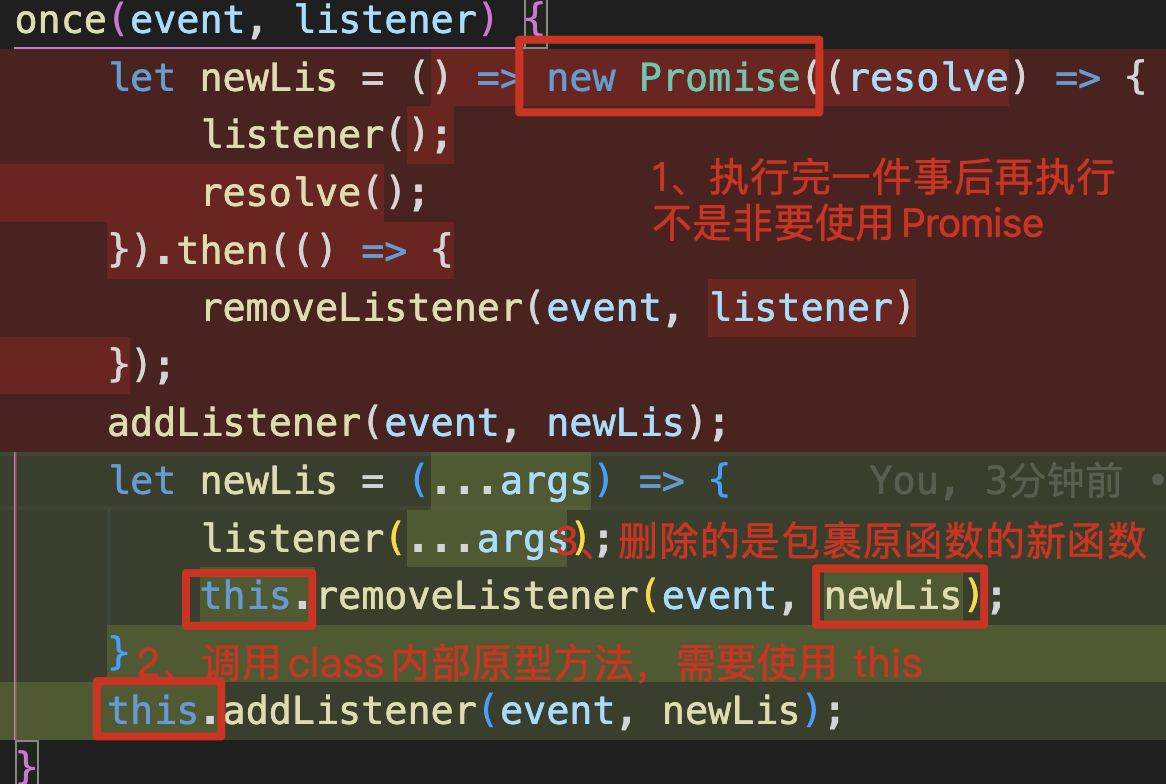 once(event, listener) {
let newLis = () => new Promise((resolve) => {
listener();
resolve();
1、执行完一件事后再执行
不是非要使用 Promise
}).then(() => {
removeListener(event, listener)
});
addListener(event, newLis);
let newLis = (...args) => { You, 3分钟前 •
listener(...args); 3、删除的是包裹原函数的新函数
this.removeListener(event, newLis);
} 2、调用 class 内部原型方法，需要使用 this
this.addListener(event, newLis);
}